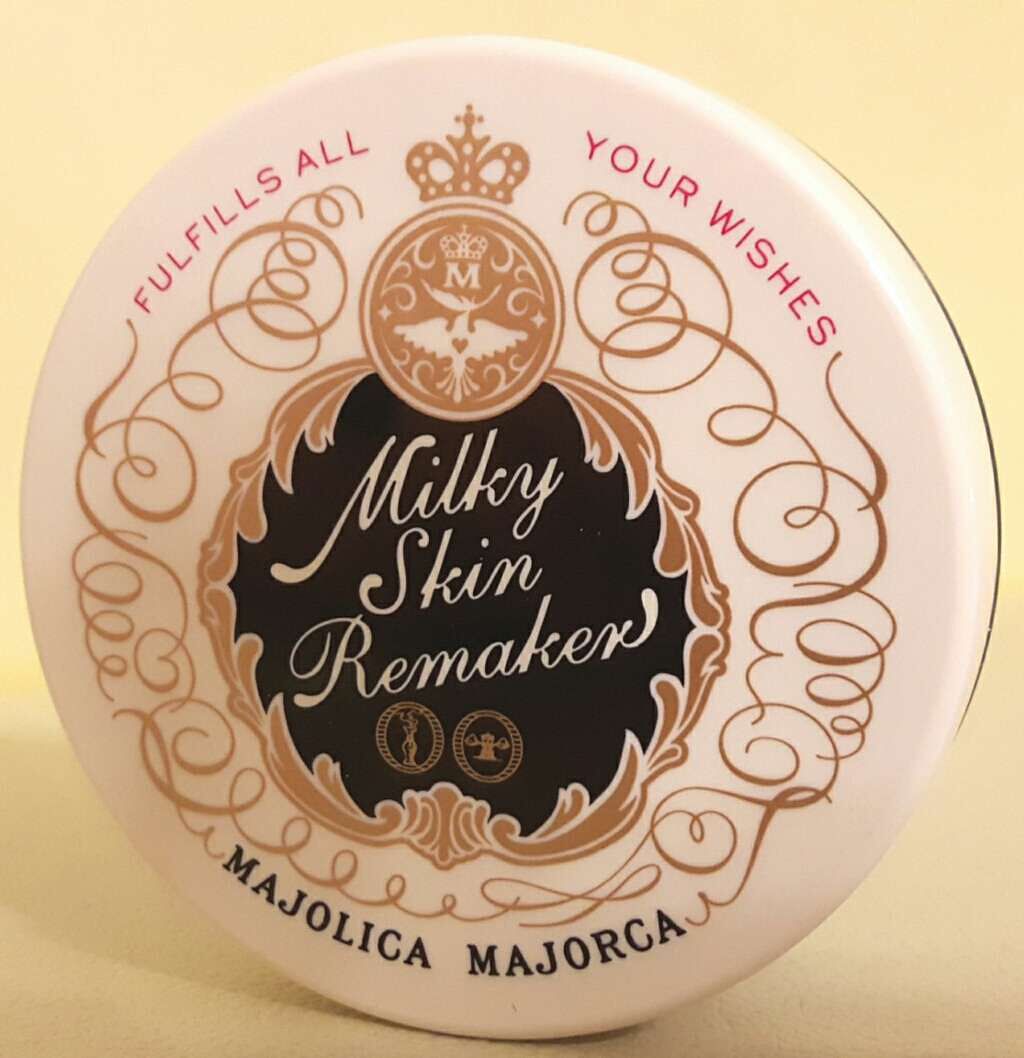 FULFILLS ALL YOUR WISHES
M
Milky
Skin
Remaker
MAJOLICA MAJORCA